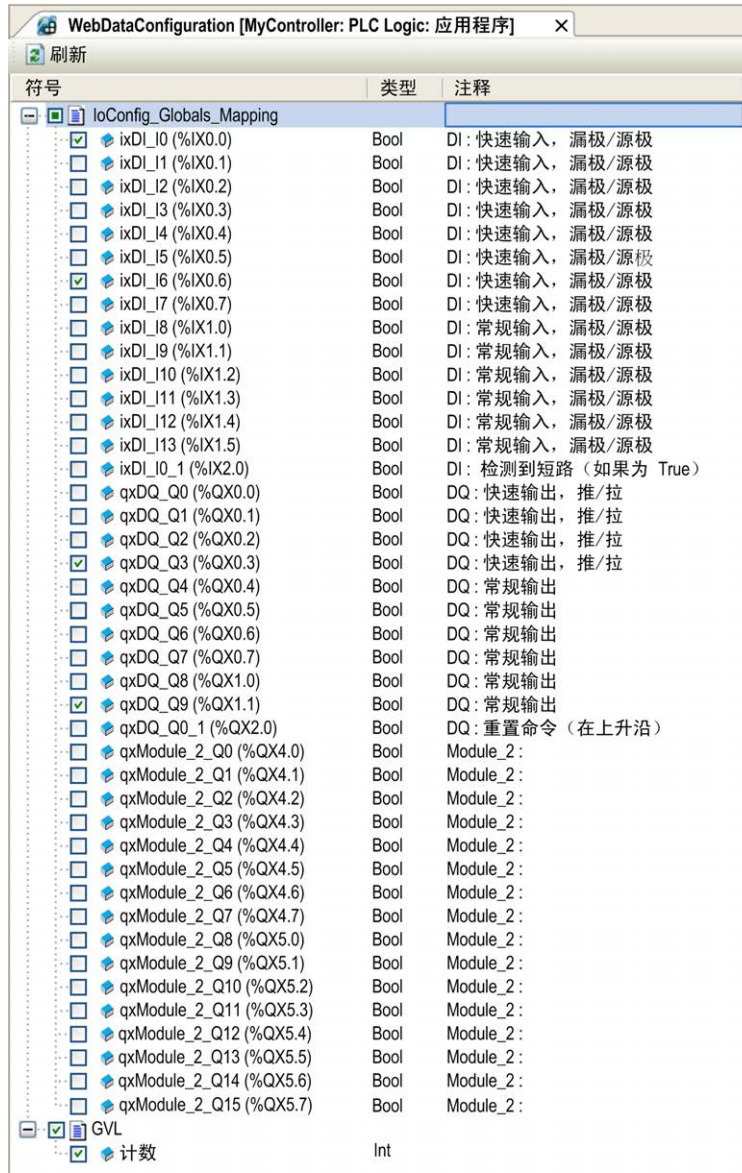 WebDataConfiguration [MyController: PLC Logic: 应用程序]
刷新
符号 类型 注释
IoConfig_Globals_Mapping
ixDI_I0 (%IX0.0) Bool DI : 快速输入，漏极/源极
ixDI_I1 (%IX0.1) Bool DI : 快速输入，漏极/源极
ixDI_I2 (%IX0.2) Bool DI : 快速输入，漏极/源极
ixDI_I3 (%IX0.3) Bool DI : 快速输入，漏极/源极
ixDI_I4 (%IX0.4) Bool DI : 快速输入，漏极/源极
ixDI_I5 (%IX0.5) Bool DI : 快速输入，漏极/源极
ixDI_I6 (%IX0.6) Bool DI : 快速输入，漏极/源极
ixDI_I7 (%IX0.7) Bool DI : 快速输入，漏极/源极
ixDI_I8 (%IX1.0) Bool DI : 常规输入，漏极/源极
ixDI_I9 (%IX1.1) Bool DI : 常规输入，漏极/源极
ixDI_I10 (%IX1.2) Bool DI : 常规输入，漏极/源极
ixDI_I11 (%IX1.3) Bool DI : 常规输入，漏极/源极
ixDI_I12 (%IX1.4) Bool DI : 常规输入，漏极/源极
ixDI_I13 (%IX1.5) Bool DI : 常规输入，漏极/源极
ixDI_I0_1 (%IX2.0) Bool DI : 检测到短路（如果为 True）
qxDQ_Q0 (%QX0.0) Bool DQ : 快速输出，推/拉
qxDQ_Q1 (%QX0.1) Bool DQ : 快速输出，推/拉
qxDQ_Q2 (%QX0.2) Bool DQ : 快速输出，推/拉
qxDQ_Q3 (%QX0.3) Bool DQ : 快速输出，推/拉
qxDQ_Q4 (%QX0.4) Bool DQ : 常规输出
qxDQ_Q5 (%QX0.5) Bool DQ : 常规输出
qxDQ_Q6 (%QX0.6) Bool DQ : 常规输出
qxDQ_Q7 (%QX0.7) Bool DQ : 常规输出
qxDQ_Q8 (%QX1.0) Bool DQ : 常规输出
qxDQ_Q9 (%QX1.1) Bool DQ : 常规输出
qxDQ_Q0_1 (%QX2.0) Bool DQ : 重置命令（在上升沿）
qxModule_2_Q0 (%QX4.0) Bool Module_2 :
qxModule_2_Q1 (%QX4.1) Bool Module_2 :
qxModule_2_Q2 (%QX4.2) Bool Module_2 :
qxModule_2_Q3 (%QX4.3) Bool Module_2 :
qxModule_2_Q4 (%QX4.4) Bool Module_2 :
qxModule_2_Q5 (%QX4.5) Bool Module_2 :
qxModule_2_Q6 (%QX4.6) Bool Module_2 :
qxModule_2_Q7 (%QX4.7) Bool Module_2 :
qxModule_2_Q8 (%QX5.0) Bool Module_2 :
qxModule_2_Q9 (%QX5.1) Bool Module_2 :
qxModule_2_Q10 (%QX5.2) Bool Module_2 :
qxModule_2_Q11 (%QX5.3) Bool Module_2 :
qxModule_2_Q12 (%QX5.4) Bool Module_2 :
qxModule_2_Q13 (%QX5.5) Bool Module_2 :
qxModule_2_Q14 (%QX5.6) Bool Module_2 :
qxModule_2_Q15 (%QX5.7) Bool Module_2 :
GVL
计数 Int